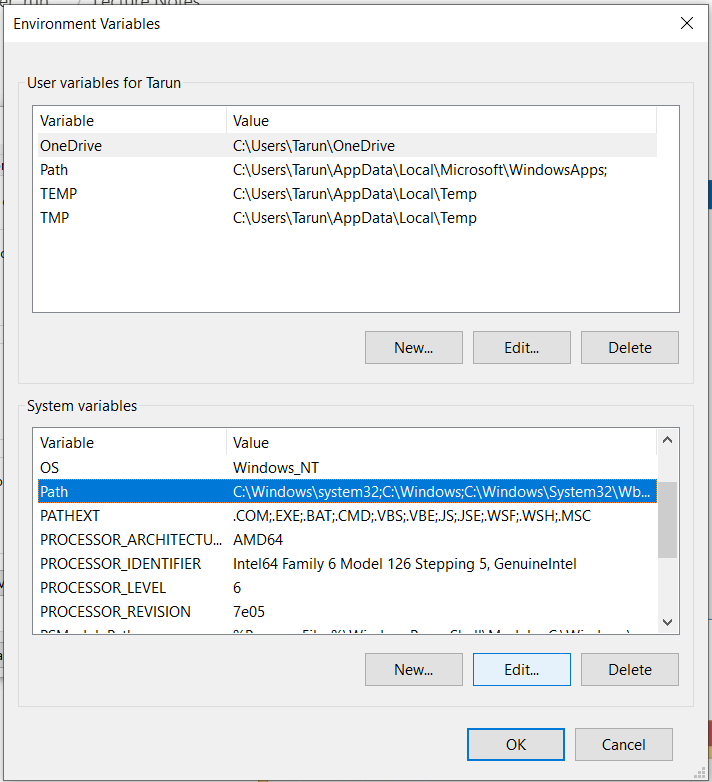 Lecture Notes
Environment Variables
User variables for Tarun
Variable Value
OneDrive C:\Users\Tarun\OneDrive
Path C:\Users\Tarun\AppData\Local\Microsoft\WindowsApps;
TEMP C:\Users\Tarun\AppData\Local\Temp
TMP C:\Users\Tarun\AppData\Local\Temp
New... Edit... Delete
System variables
Variable Value
OS Windows_NT
Path C:\Windows\system32;C:\Windows;C:\Windows\System32\Wb...
PATHEXT .COM;.EXE;.BAT;.CMD;.VBS;.VBE;.JS;.JSE;.WSF;.WSH;.MSC
PROCESSOR_ARCHITECTU... AMD64
PROCESSOR_IDENTIFIER Intel64 Family 6 Model 126 Stepping 5, GenuineIntel
PROCESSOR_LEVEL 6
PROCESSOR_REVISION 7e05
New... Edit... Delete
OK Cancel